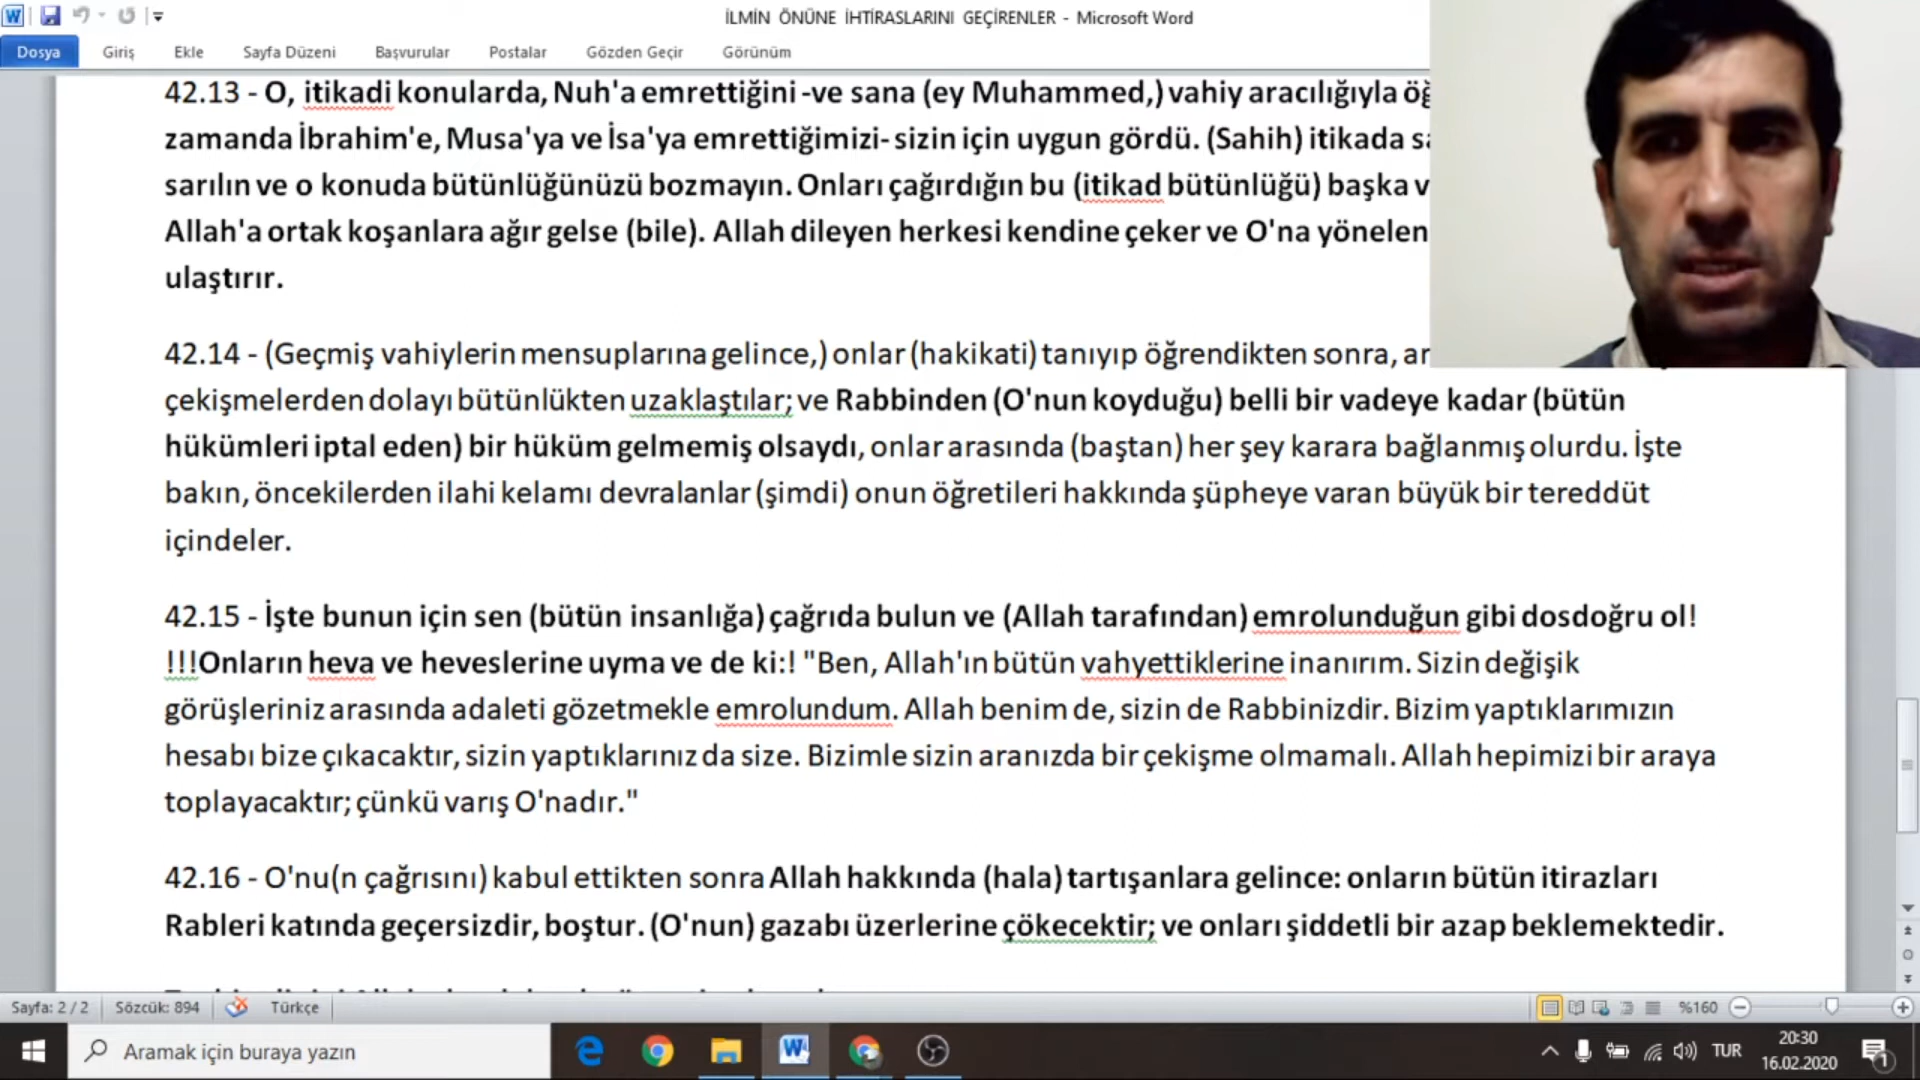 İLMİN ÖNÜNE İHTİRASLARINI GEÇİRENLER - Microsoft Word
Dosya Giriş Ekle Sayfa Düzeni Başvurular Postalar Gözden Geçir Görünüm
42.13 - O, itikadi konularda, Nuh'a emrettiğini -ve sana (ey Muhammed,) vahiy aracılığıyla
zamanda İbrahim'e, Musa'ya ve İsa'ya emrettiğimizi- sizin için uygun gördü. (Sahih) itikada
sarılın ve o konuda bütünlüğünüzü bozmayın. Onları çağırdığın bu (itikad bütünlüğü) başka
Allah'a ortak koşanlara ağır gelse (bile). Allah dileyen herkesi kendine çeker ve O'na yönelen
ulaştırır.
42.14 - (Geçmiş vahiylerin mensuplarına gelince,) onlar (hakikati) tanıyıp öğrendikten sonra,
çekişmelerden dolayı bütünlükten uzaklaştılar; ve Rabbinden (O'nun koyduğu) belli bir vadeye kadar (bütün
hükümleri iptal eden) bir hüküm gelmemiş olsaydı, onlar arasında (baştan) her şey karara bağlanmış olurdu. İşte
bakın, öncekilerden ilahi kelamı devralanlar (şimdi) onun öğretileri hakkında şüpheye varan büyük bir tereddüt
içindeler.
42.15 - İşte bunun için sen (bütün insanlığa) çağrıda bulun ve (Allah tarafından) emrolunduğun gibi dosdoğru ol!
!!!Onların heva ve heveslerine uyma ve de ki:! "Ben, Allah'ın bütün vahyettiklerine inanırım. Sizin değişik
görüşleriniz arasında adaleti gözetmekle emrolundum. Allah benim de, sizin de Rabbinizdir. Bizim yaptıklarımızın
hesabı bize çıkacaktır, sizin yaptıklarınız da size. Bizimle sizin aranızda bir çekişme olmamalı. Allah hepimizi bir araya
toplayacaktır; çünkü varış O'nadır."
42.16 - O'nu(n çağrısını) kabul ettikten sonra Allah hakkında (hala) tartışanlara gelince: onların bütün itirazları
Rableri katında geçersizdir, boştur. (O'nun) gazabı üzerlerine çökecektir; ve onları şiddetli bir azap beklemektedir.
Sayfa: 2 / 2 Sözcük: 894 Türkçe %160
Aramak için buraya yazın
TUR
20:30
16.02.2020
1